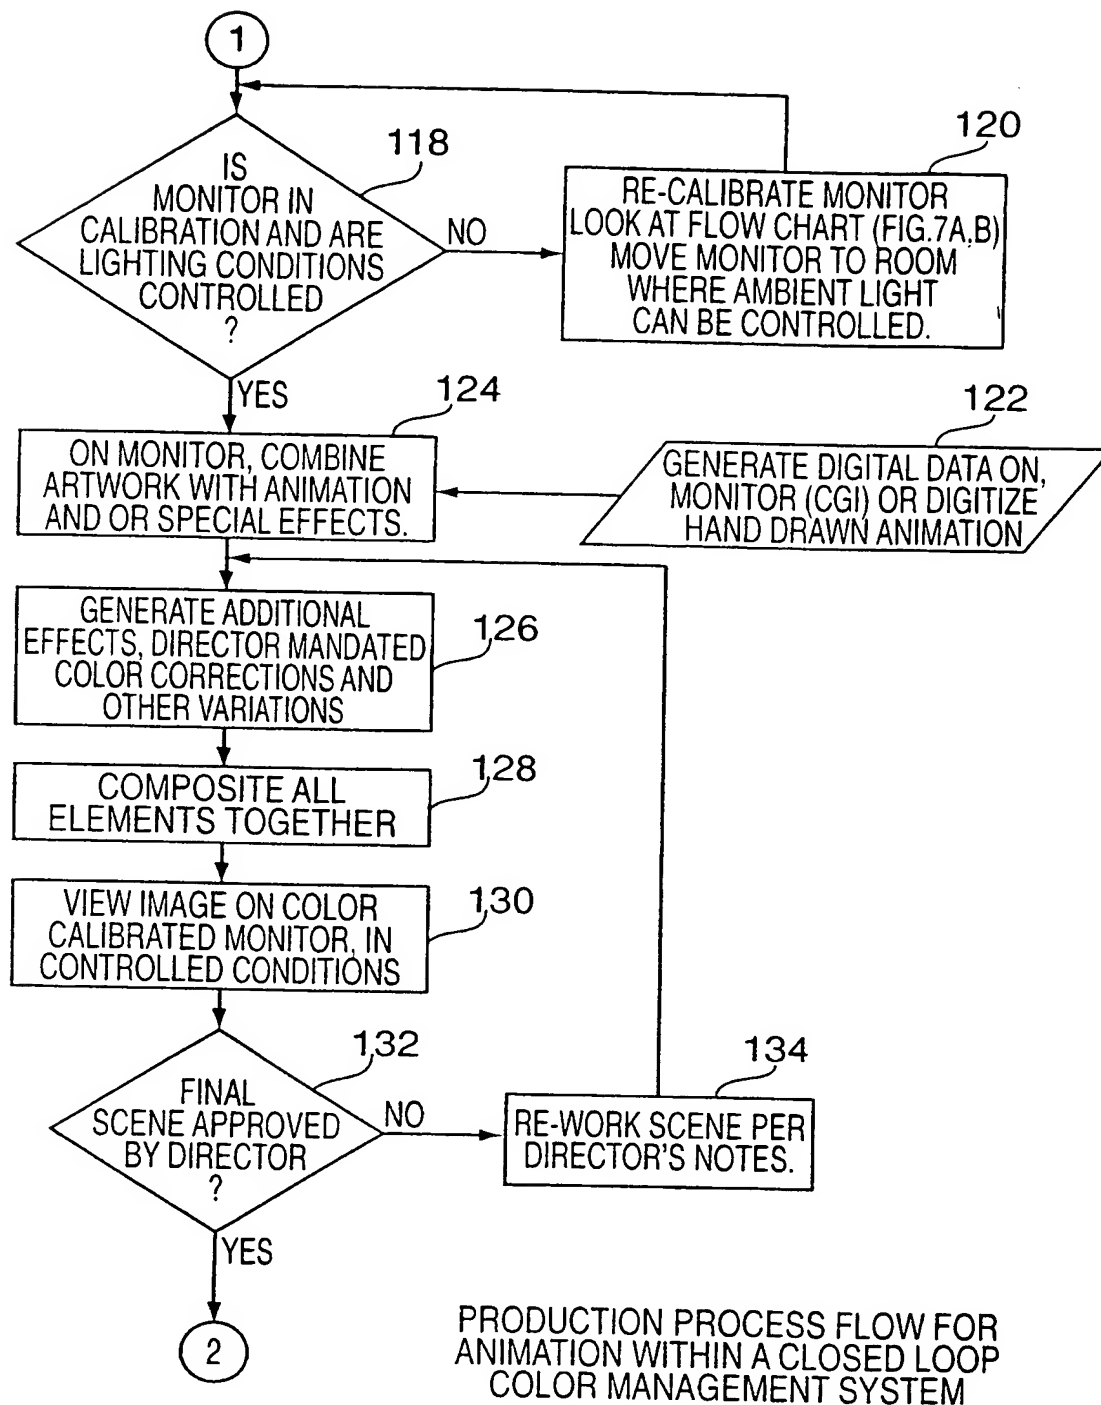 1
118
IS
MONITOR IN
CALIBRATION AND ARE
LIGHTING CONDITIONS
CONTROLLED
?
NO
YES
120
RE-CALIBRATE MONITOR
LOOK AT FLOW CHART (FIG.7A,B)
MOVE MONITOR TO ROOM
WHERE AMBIENT LIGHT
CAN BE CONTROLLED.
124
ON MONITOR, COMBINE
ARTWORK WITH ANIMATION
AND OR SPECIAL EFFECTS.
122
GENERATE DIGITAL DATA ON,
MONITOR (CGI) OR DIGITIZE
HAND DRAWN ANIMATION
126
GENERATE ADDITIONAL
EFFECTS, DIRECTOR MANDATED
COLOR CORRECTIONS AND
OTHER VARIATIONS
128
COMPOSITE ALL
ELEMENTS TOGETHER
130
VIEW IMAGE ON COLOR
CALIBRATED MONITOR, IN
CONTROLLED CONDITIONS
132
FINAL
SCENE APPROVED
BY DIRECTOR
?
NO
YES
134
RE-WORK SCENE PER
DIRECTOR'S NOTES.
2
PRODUCTION PROCESS FLOW FOR
ANIMATION WITHIN A CLOSED LOOP
COLOR MANAGEMENT SYSTEM